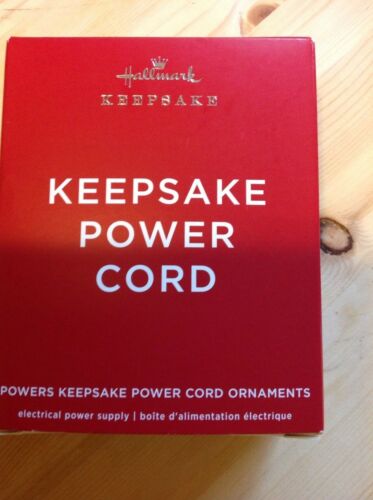 Hallmark
KEEPSAKE
KEEPSAKE
POWER
CORD
POWERS KEEPSAKE POWER CORD ORNAMENTS
electrical power supply | boîte d'alimentation électrique